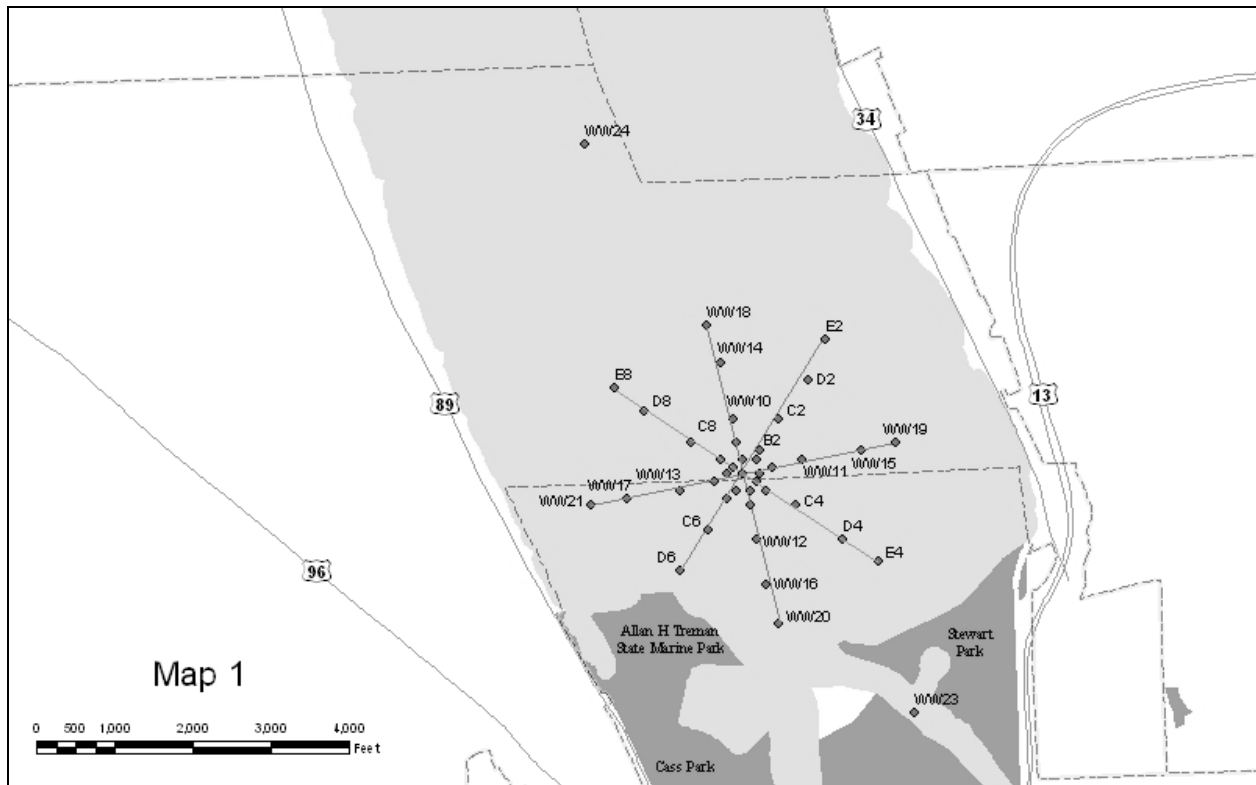 34
WW24
WW18
E2
WW14
D2
E8
D8
WW10
C2
13
89
C8
B2
WW19
WW15
WW11
WW13
WW17
WW21
C4
C6
WW12
D4
D6
E4
96
WW16
WW20
Allan H Treman
State Marine Park
Stewart
Park
Map 1
WW23
0 500 1,000 2,000 3,000 4,000
Feet
Cass Park